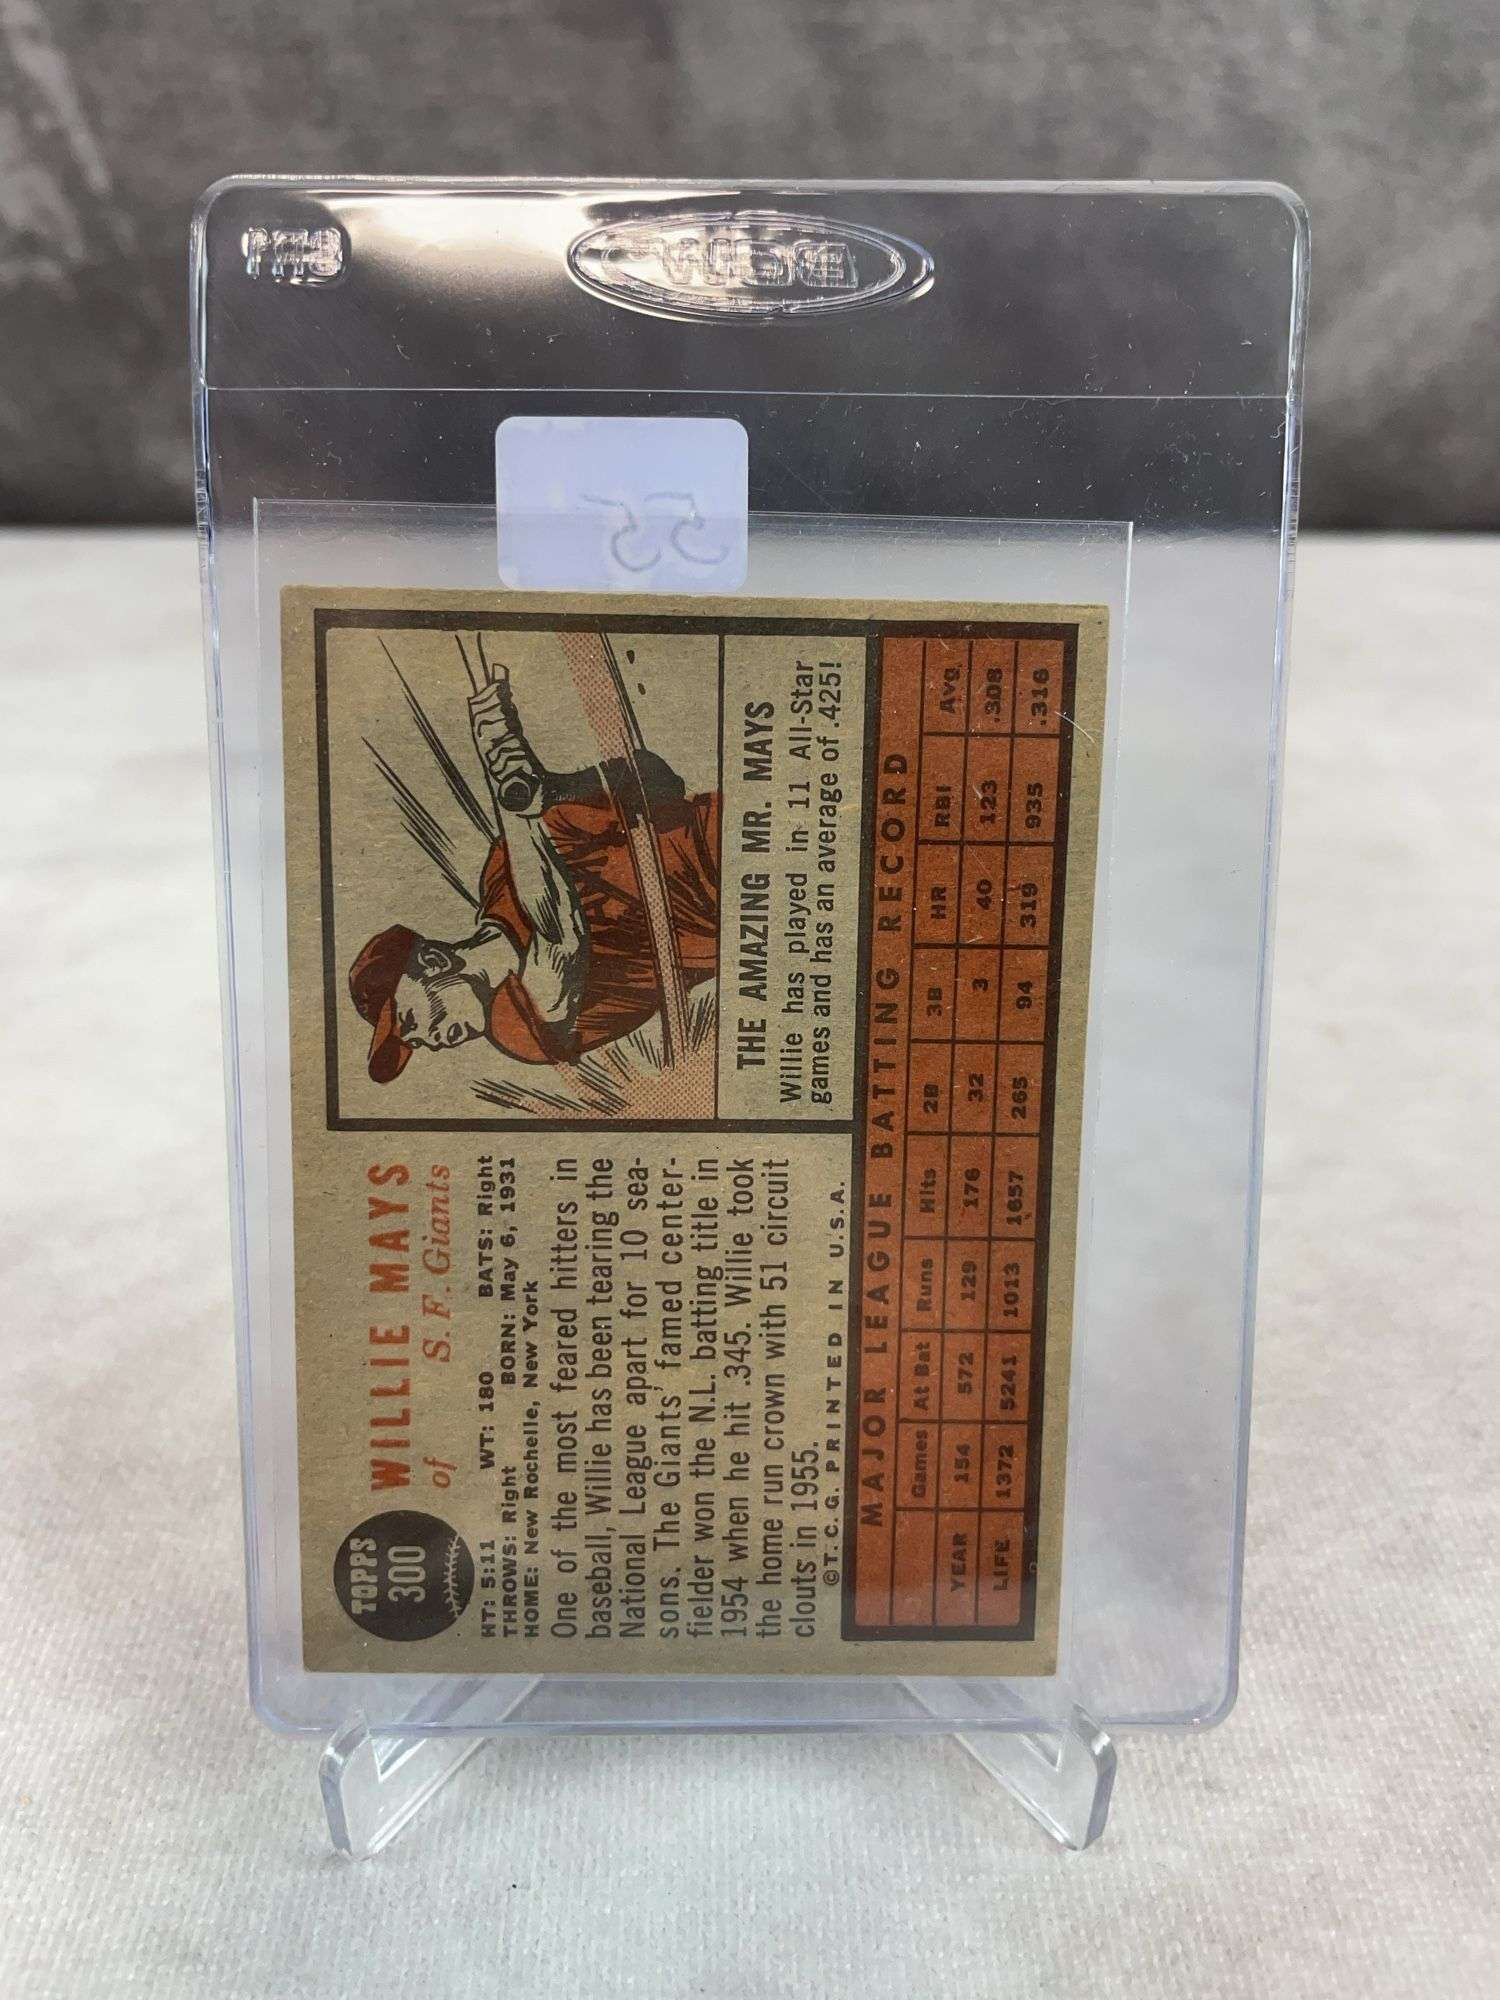 BCW
55
TOPPS
300
WILLIE MAYS
of S. F. Giants
HT: 5:11 WT: 180 BATS: Right
THROWS: Right BORN: May 6, 1931
HOME: New Rochelle, New York
One of the most feared hitters in
baseball, Willie has been tearing the
National League apart for 10 sea-
sons. The Giants' famed center-
fielder won the N.L. batting title in
1954 when he hit .345. Willie took
the home run crown with 51 circuit
clouts in 1955.
©T. C. G. PRINTED IN U.S.A.
THE AMAZING MR. MAYS
Willie has played in 11 All-Star
games and has an average of .425!
MAJOR LEAGUE BATTING RECORD
Games At Bat Runs Hits 2B 3B HR RBI Avg.
YEAR 154 572 129 176 32 3 40 123 .308
LIFE 1372 5241 1013 1657 265 94 319 935 .316